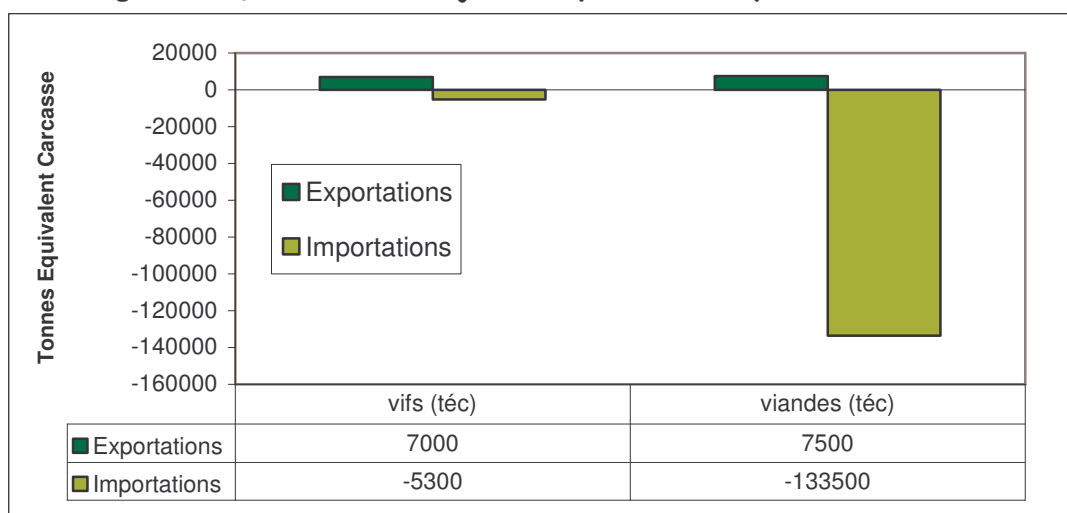 20000
0
-20000
-40000
-60000
-80000
-100000
-120000
-140000
-160000
Tonnes Equivalent Carcasse
Exportations
Importations
vifs (téc) viandes (téc)
Exportations 7000 7500
Importations -5300 -133500